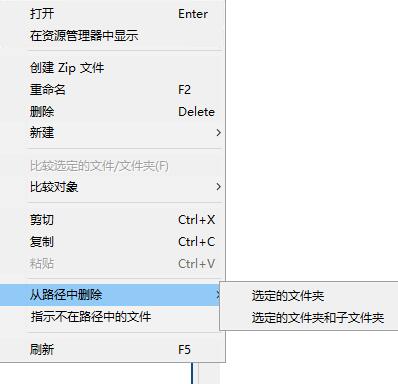 打开 Enter
在资源管理器中显示
创建 Zip 文件
重命名 F2
删除 Delete
新建
比较选定的文件/文件夹(F)
比较对象
剪切 Ctrl+X
复制 Ctrl+C
粘贴 Ctrl+V
从路径中删除
选定的文件夹
指示不在路径中的文件
选定的文件夹和子文件夹
刷新 F5